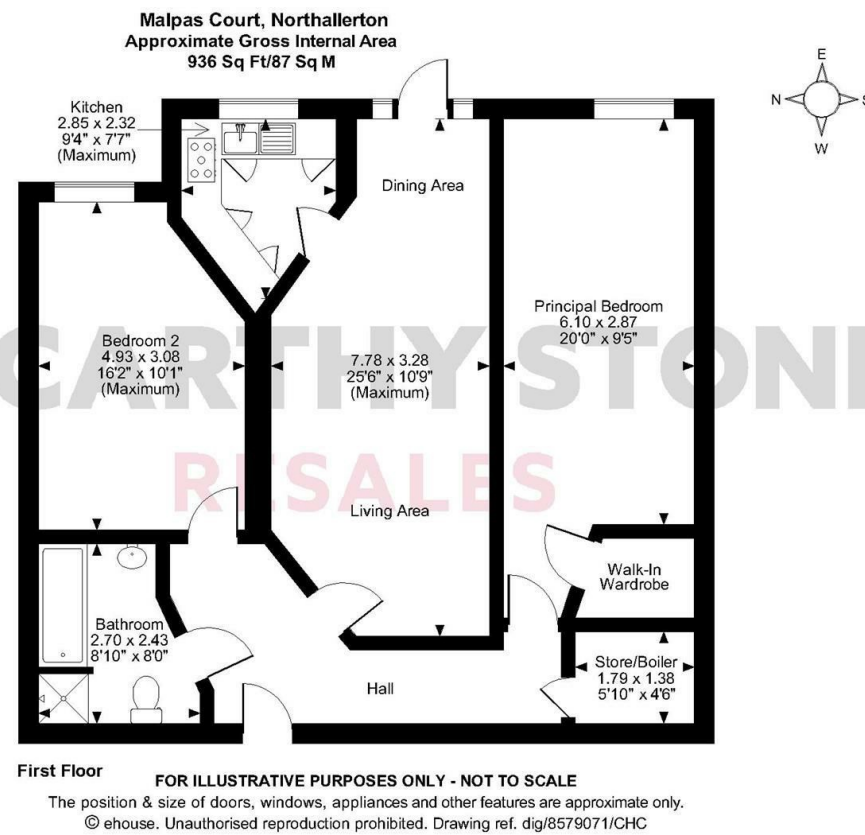 Malpas Court, Northallerton
Approximate Gross Internal Area
936 Sq Ft/87 Sq M
E
N
S
W
Kitchen
2.85 x 2.32
9'4" x 7'7"
(Maximum)
Dining Area
Principal Bedroom
6.10 x 2.87
20'0" x 9'5"
Bedroom 2
4.93 x 3.08
16'2" x 10'1"
(Maximum)
7.78 x 3.28
25'6" x 10'9"
(Maximum)
CARTHY STONE
RESALES
Living Area
Walk-In
Wardrobe
Bathroom
2.70 x 2.43
8'10" x 8'0"
Store/Boiler
1.79 x 1.38
5'10" x 4'6"
Hall
First Floor
FOR ILLUSTRATIVE PURPOSES ONLY - NOT TO SCALE
The position & size of doors, windows, appliances and other features are approximate only.
© ehouse. Unauthorised reproduction prohibited. Drawing ref. dig/8579071/CHC